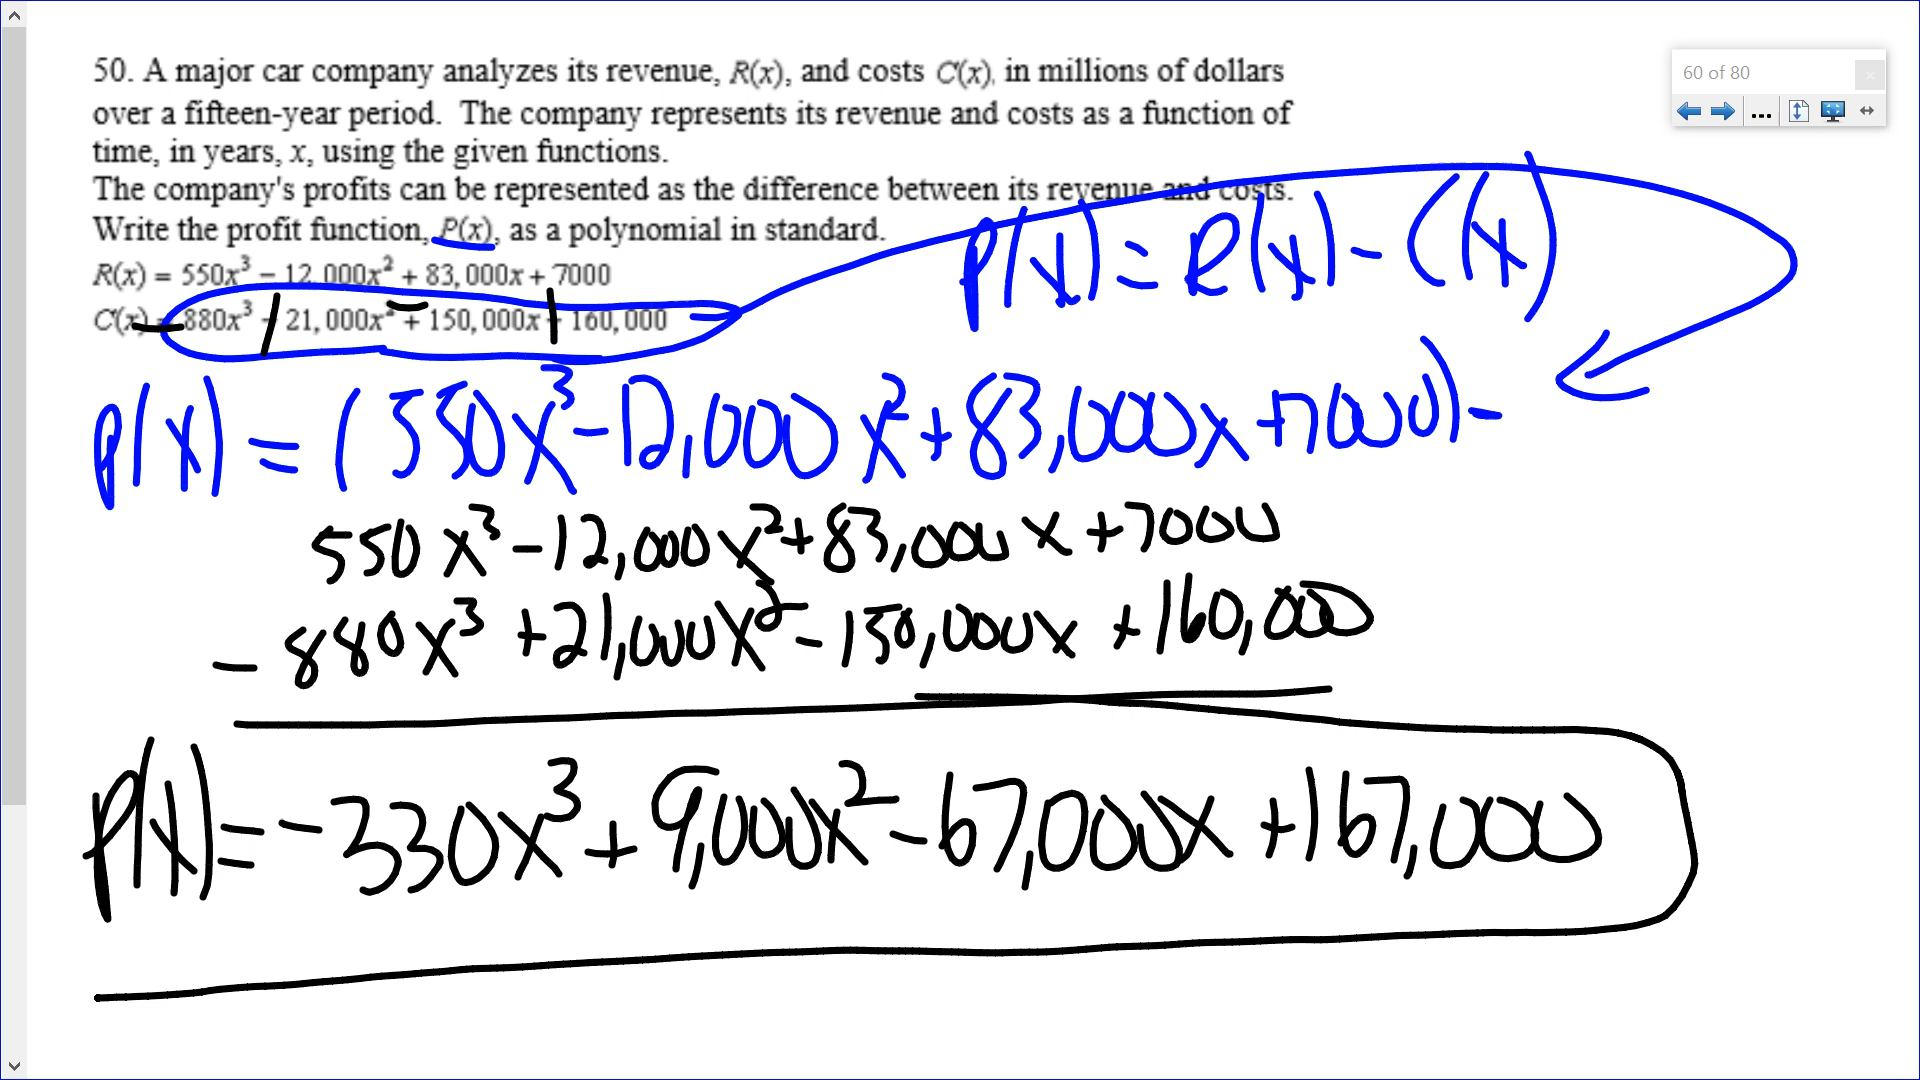 50. A major car company analyzes its revenue, R(x), and costs C(x), in millions of dollars
over a fifteen-year period. The company represents its revenue and costs as a function of
time, in years, x, using the given functions.
The company's profits can be represented as the difference between its revenue and costs.
Write the profit function, P(x), as a polynomial in standard.
R(x) = 550x³ − 12,000x² + 83,000x + 7000
C(x) = 880x³ − 21,000x² + 150,000x − 160,000
60 of 80
P(x) = R(x) - C(x)
P(x) = (550x³ - 12,000x² + 83,000x + 7000) -
550x³ - 12,000x² + 83,000x + 7000
- 880x³ + 21,000x² - 150,000x + 160,000
P(x) = -330x³ + 9,000x² - 67,000x + 167,000